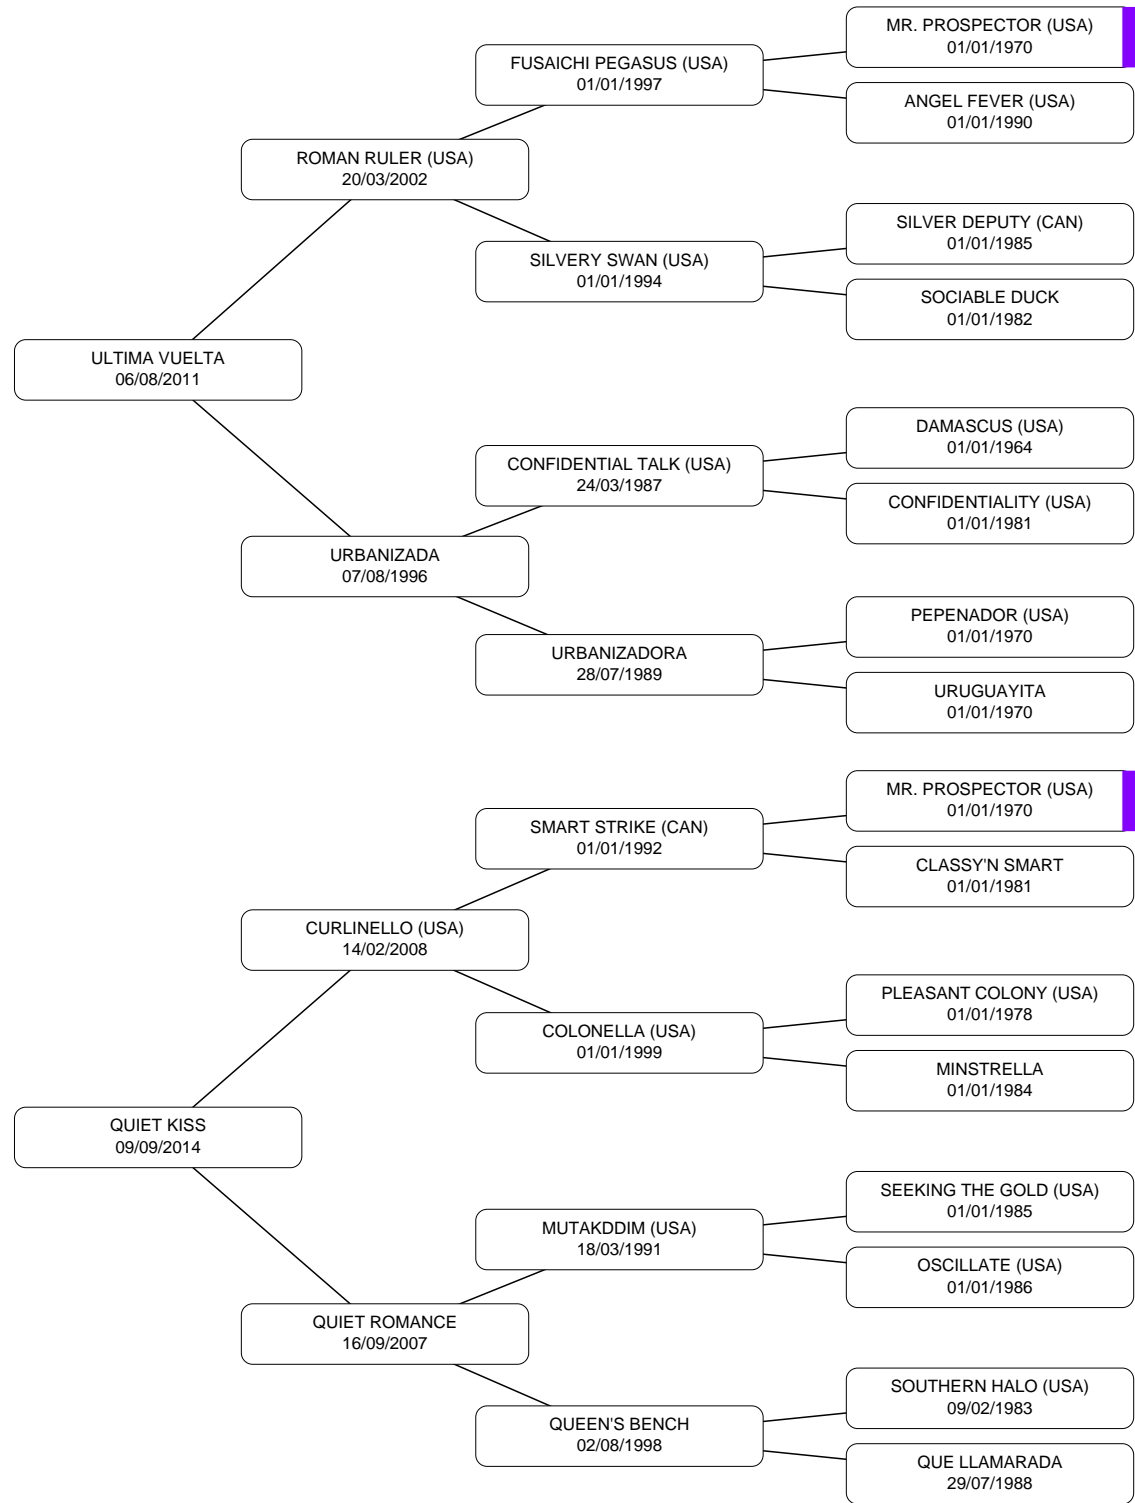 MR. PROSPECTOR (USA)
01/01/1970
FUSAICHI PEGASUS (USA)
01/01/1997
ANGEL FEVER (USA)
01/01/1990
ROMAN RULER (USA)
20/03/2002
SILVER DEPUTY (CAN)
01/01/1985
SILVERY SWAN (USA)
01/01/1994
SOCIABLE DUCK
01/01/1982
ULTIMA VUELTA
06/08/2011
DAMASCUS (USA)
01/01/1964
CONFIDENTIAL TALK (USA)
24/03/1987
CONFIDENTIALITY (USA)
01/01/1981
URBANIZADA
07/08/1996
PEPENADOR (USA)
01/01/1970
URBANIZADORA
28/07/1989
URUGUAYITA
01/01/1970
MR. PROSPECTOR (USA)
01/01/1970
SMART STRIKE (CAN)
01/01/1992
CLASSY'N SMART
01/01/1981
CURLINELLO (USA)
14/02/2008
PLEASANT COLONY (USA)
01/01/1978
COLONELLA (USA)
01/01/1999
MINSTRELLA
01/01/1984
QUIET KISS
09/09/2014
SEEKING THE GOLD (USA)
01/01/1985
MUTAKDDIM (USA)
18/03/1991
OSCILLATE (USA)
01/01/1986
QUIET ROMANCE
16/09/2007
SOUTHERN HALO (USA)
09/02/1983
QUEEN'S BENCH
02/08/1998
QUE LLAMARADA
29/07/1988